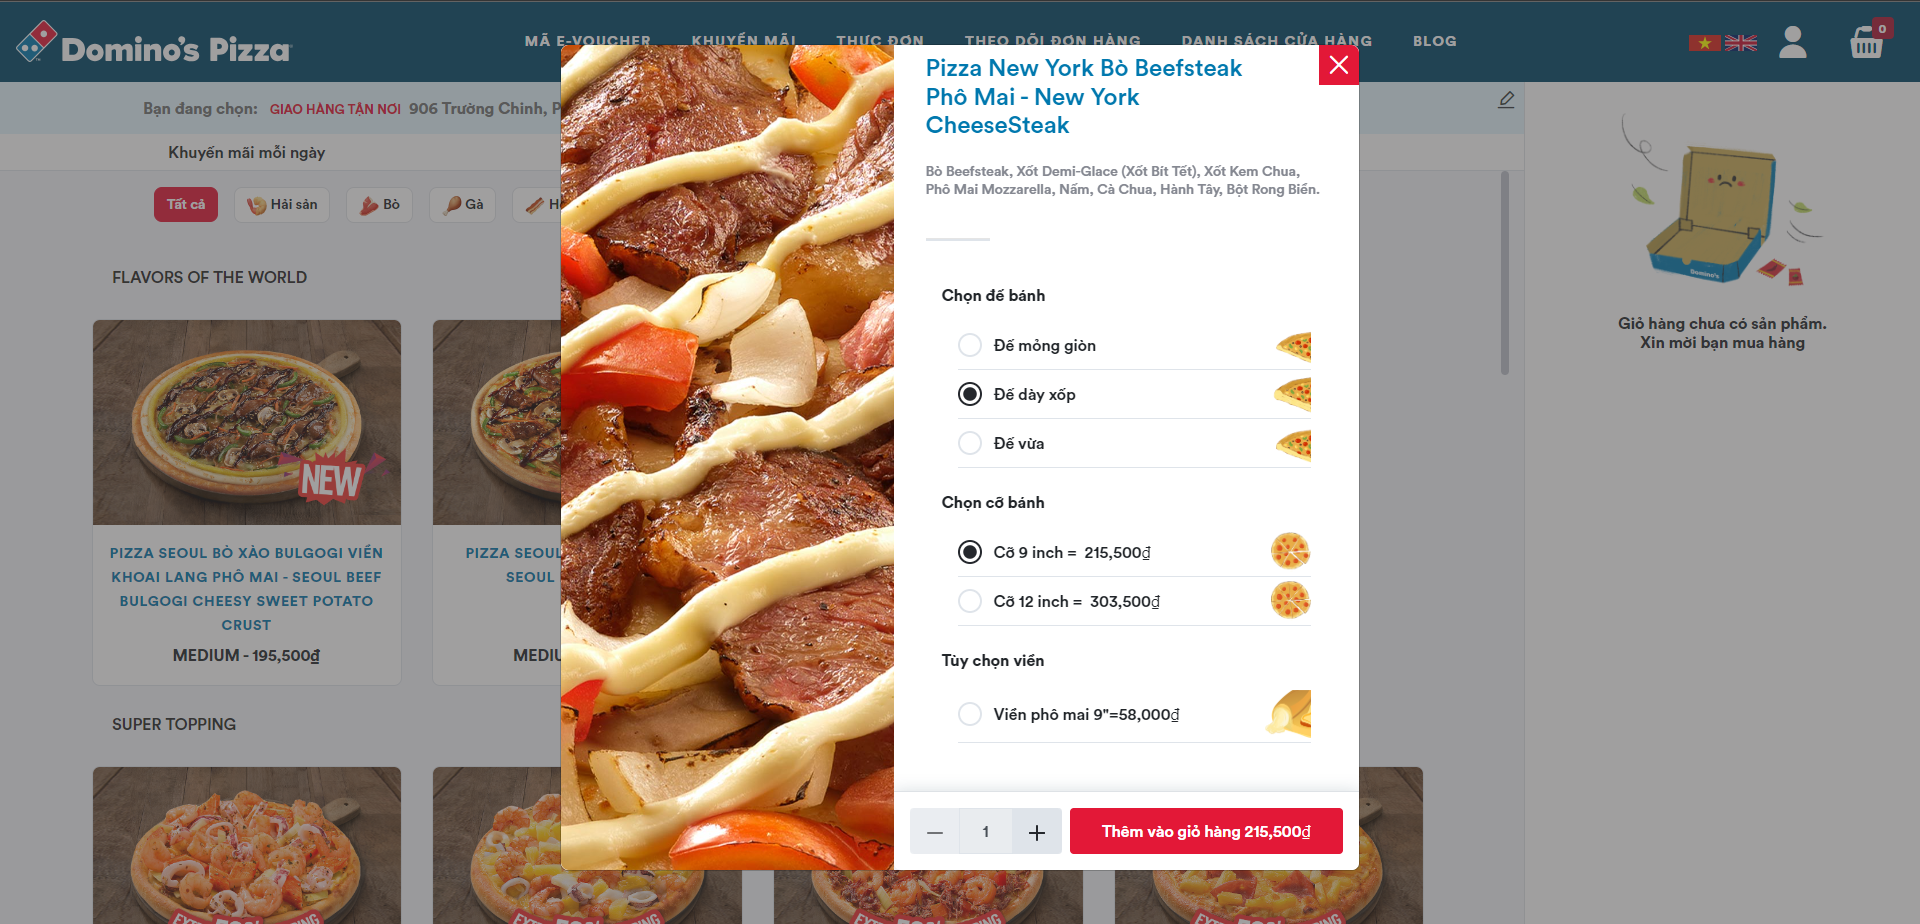 Domino's Pizza
MÃ E-VOUCHER
KHUYẾN MÃI
THỰC ĐƠN
THEO DÕI ĐƠN HÀNG
DANH SÁCH CỬA HÀNG
BLOG
0
Bạn đang chọn: GIAO HÀNG TẬN NƠI 906 Trường Chinh, P
Khuyến mãi mỗi ngày
Tất cả
Hải sản
Bò
Gà
H
FLAVORS OF THE WORLD
NEW
PIZZA SEOUL BÒ XÀO BULGOGI VIỀN
KHOAI LANG PHÔ MAI - SEOUL BEEF
BULGOGI CHEESY SWEET POTATO
CRUST
MEDIUM - 195,500₫
PIZZA SEOUL
SEOUL
MEDIU
SUPER TOPPING
Pizza New York Bò Beefsteak
Phô Mai - New York
CheeseSteak
Bò Beefsteak, Xốt Demi-Glace (Xốt Bít Tết), Xốt Kem Chua,
Phô Mai Mozzarella, Nấm, Cà Chua, Hành Tây, Bột Rong Biển.
Chọn đế bánh
Đế mỏng giòn
Đế dày xốp
Đế vừa
Chọn cỡ bánh
Cỡ 9 inch = 215,500₫
Cỡ 12 inch = 303,500₫
Tùy chọn viền
Viền phô mai 9"=58,000₫
1
Thêm vào giỏ hàng 215,500₫
Domino's
Giỏ hàng chưa có sản phẩm.
Xin mời bạn mua hàng